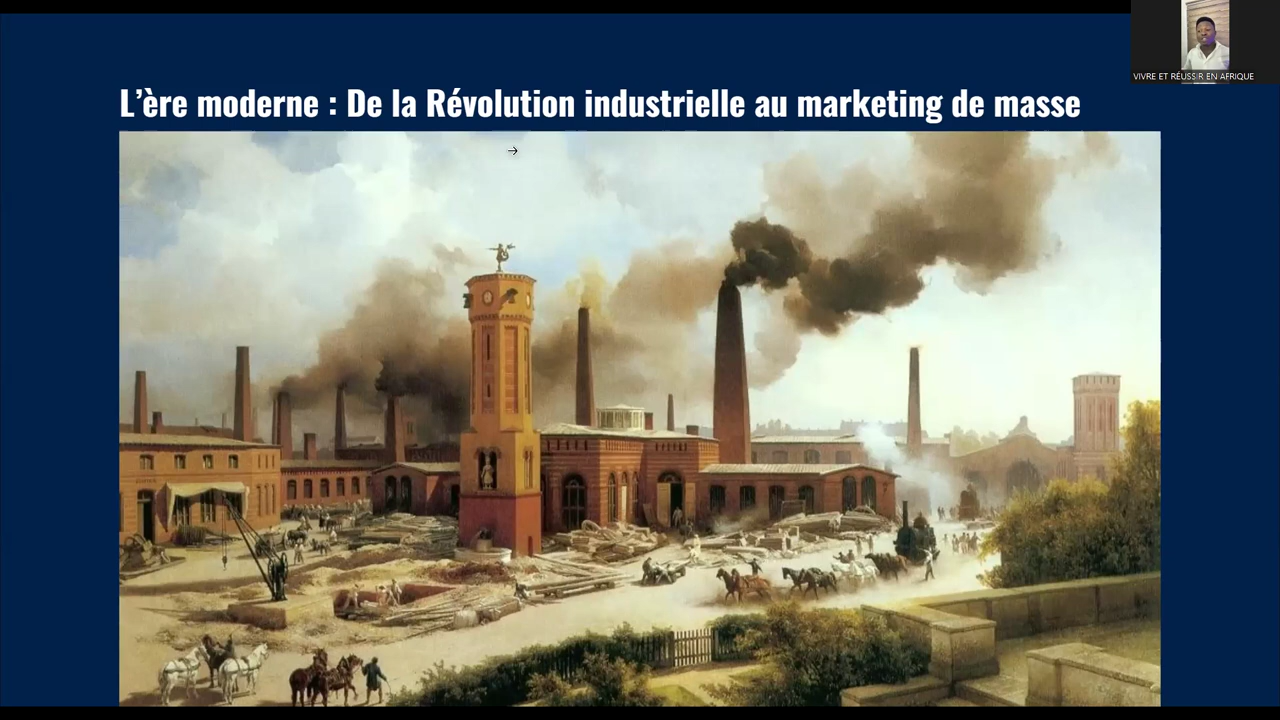 VIVRE ET RÉUSSIR EN AFRIQUE
L'ère moderne : De la Révolution industrielle au marketing de masse